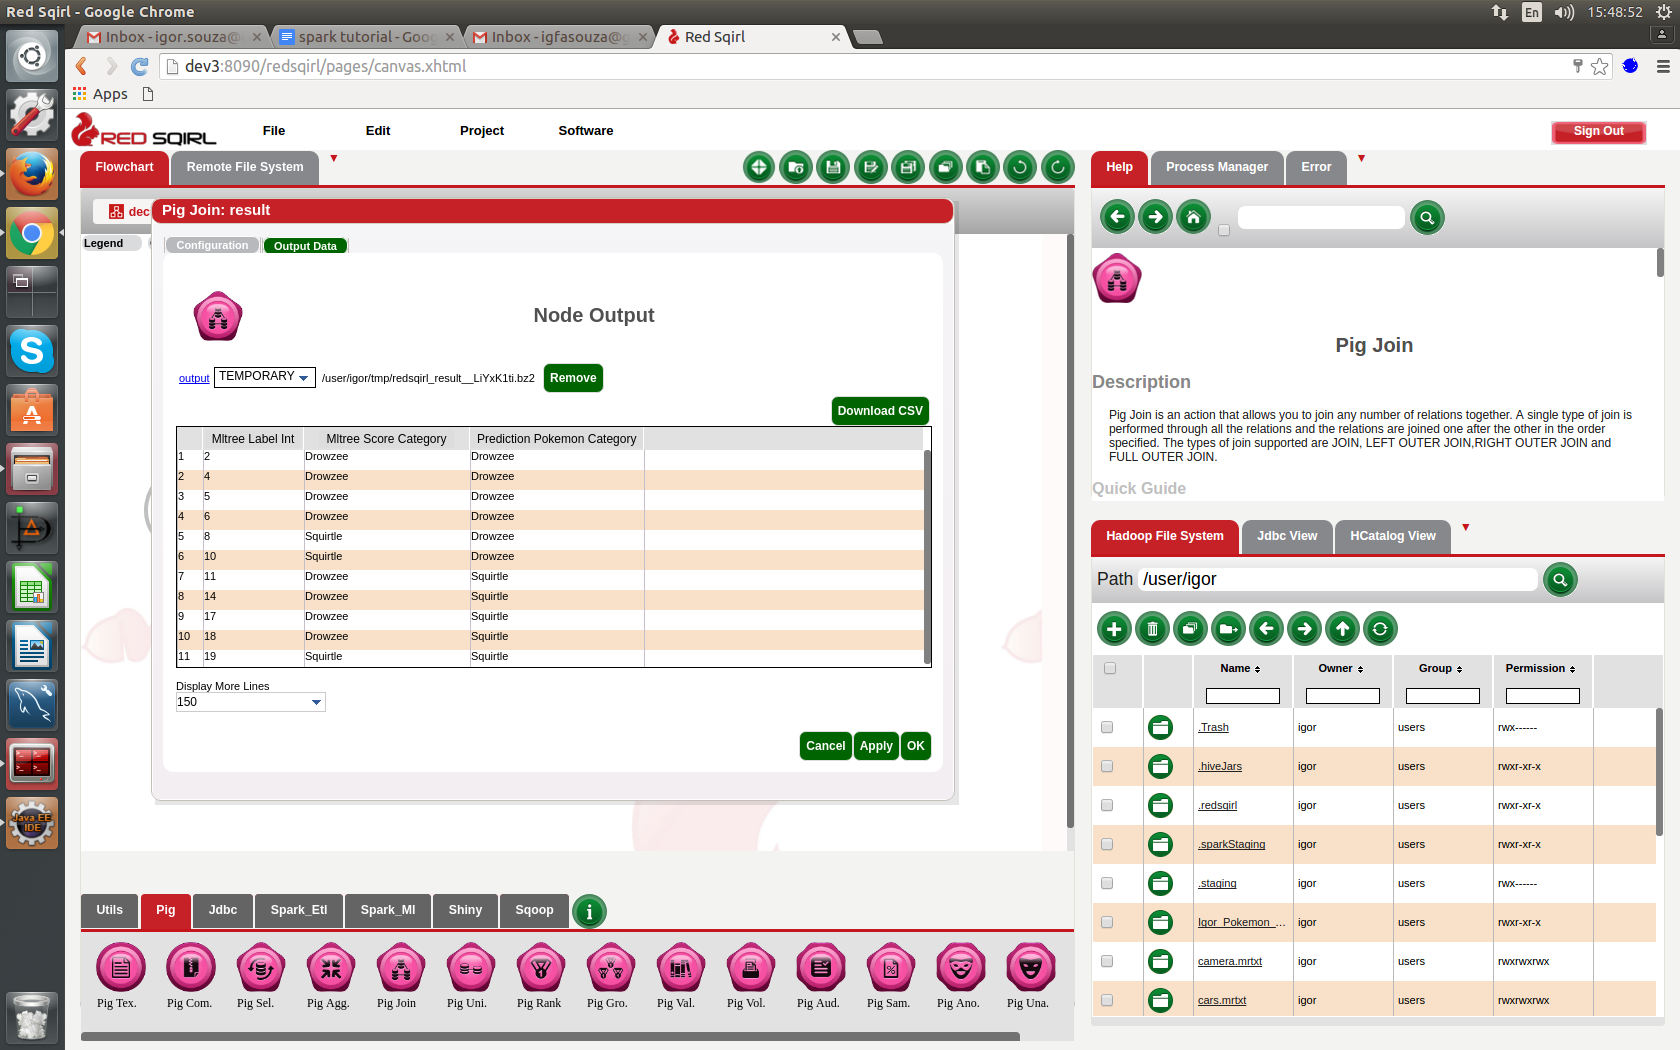 Red Sqirl - Google Chrome
En
15:48:52
Inbox - igor.souza@
spark tutorial - Goo
Inbox - igfasouza@g
Red Sqirl
dev3:8090/redsqirl/pages/canvas.xhtml
Apps
RED SQIRL
File
Edit
Project
Software
Sign Out
Flowchart
Remote File System
dec
Legend
Pig Join: result
Configuration
Output Data
Node Output
output
TEMPORARY
/user/igor/tmp/redsqirl_result__LiYxK1ti.bz2
Remove
Download CSV
Mltree Label Int Mltree Score Category Prediction Pokemon Category
1 2 Drowzee Drowzee
2 4 Drowzee Drowzee
3 5 Drowzee Drowzee
4 6 Drowzee Drowzee
5 8 Squirtle Drowzee
6 10 Squirtle Drowzee
7 11 Drowzee Squirtle
8 14 Drowzee Squirtle
9 17 Drowzee Squirtle
10 18 Drowzee Squirtle
11 19 Squirtle Squirtle
Display More Lines
150
Cancel
Apply
OK
Utils
Pig
Jdbc
Spark_Etl
Spark_Ml
Shiny
Sqoop
i
Pig Tex.
Pig Com.
Pig Sel.
Pig Agg.
Pig Join
Pig Uni.
Pig Rank
Pig Gro.
Pig Val.
Pig Vol.
Pig Aud.
Pig Sam.
Pig Ano.
Pig Una.
Help
Process Manager
Error
Pig Join
Description
Pig Join is an action that allows you to join any number of relations together. A single type of join is
performed through all the relations and the relations are joined one after the other in the order
specified. The types of join supported are JOIN, LEFT OUTER JOIN,RIGHT OUTER JOIN and
FULL OUTER JOIN.
Quick Guide
Hadoop File System
Jdbc View
HCatalog View
Path
/user/igor
Name Owner Group Permission
.Trash igor users rwx------
.hiveJars igor users rwxr-xr-x
.redsqirl igor users rwxr-xr-x
.sparkStaging igor users rwxr-xr-x
.staging igor users rwx------
Igor_Pokemon_... igor users rwxr-xr-x
camera.mrtxt igor users rwxrwxrwx
cars.mrtxt igor users rwxrwxrwx
Java EE
IDE